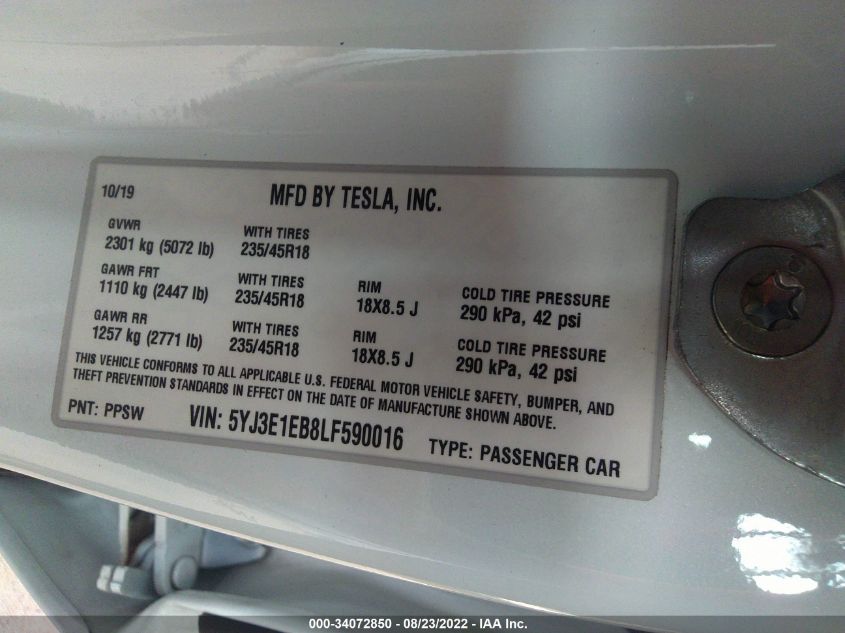 10/19
MFD BY TESLA, INC.
GVWR
2301 kg (5072 lb)
WITH TIRES
235/45R18
GAWR FRT
1110 kg (2447 lb)
WITH TIRES
235/45R18
RIM
18X8.5 J
COLD TIRE PRESSURE
290 kPa, 42 psi
GAWR RR
1257 kg (2771 lb)
WITH TIRES
235/45R18
RIM
18X8.5 J
COLD TIRE PRESSURE
290 kPa, 42 psi
THIS VEHICLE CONFORMS TO ALL APPLICABLE U.S. FEDERAL MOTOR VEHICLE SAFETY, BUMPER, AND
THEFT PREVENTION STANDARDS IN EFFECT ON THE DATE OF MANUFACTURE SHOWN ABOVE.
PNT: PPSW
VIN: 5YJ3E1EB8LF590016
TYPE: PASSENGER CAR
000-34072850 - 08/23/2022 - IAA Inc.